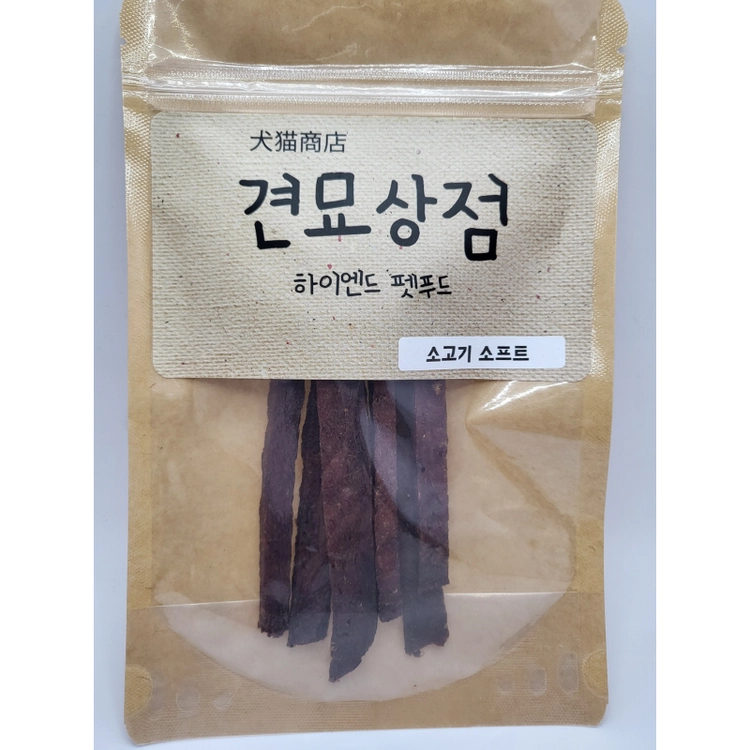 犬猫商店
견묘상점
하이엔드 펫푸드
소고기 소프트